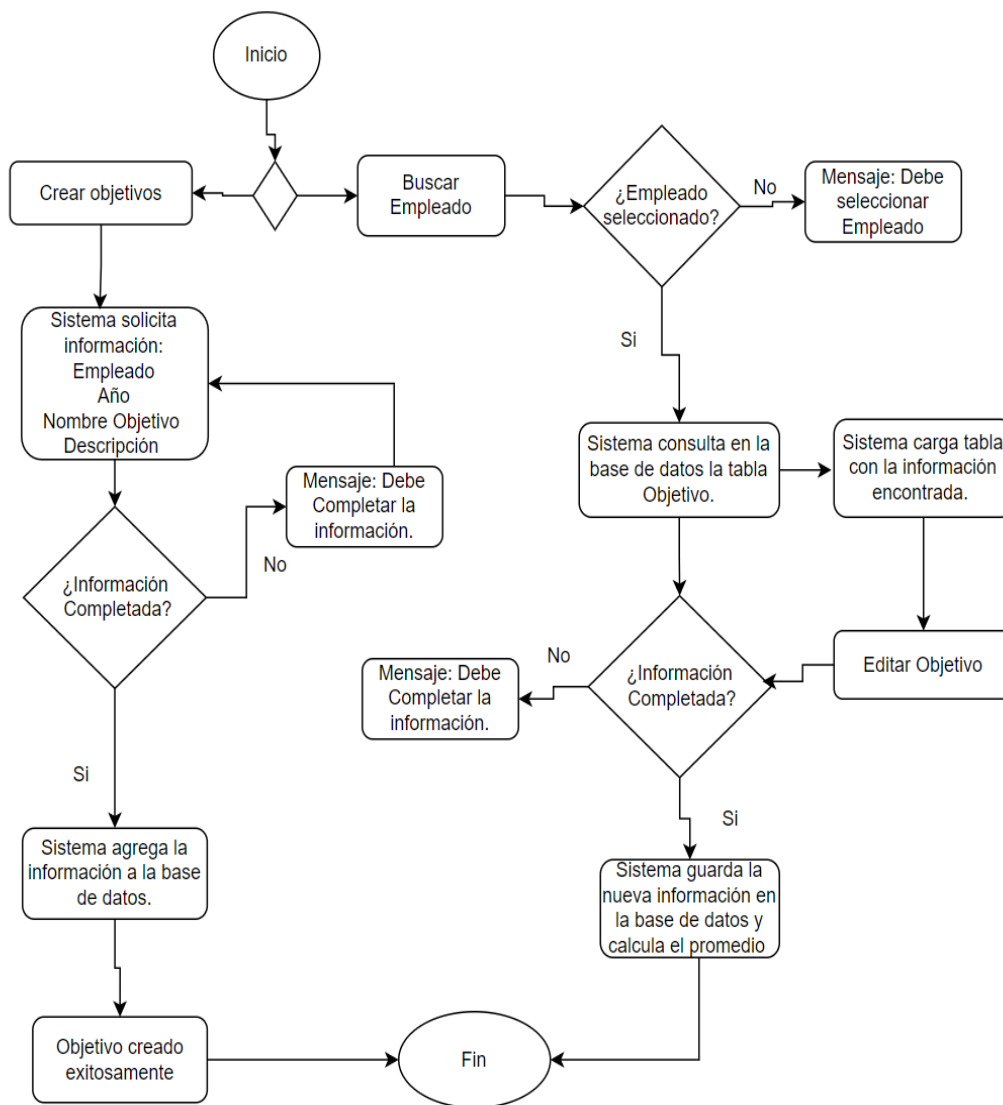 Inicio
Crear objetivos
Buscar
Empleado
¿Empleado
seleccionado?
No
Mensaje: Debe
seleccionar
Empleado
Sistema solicita
información:
Empleado
Año
Nombre Objetivo
Descripción
Si
Mensaje: Debe
Completar la
información.
No
¿Información
Completada?
Sistema consulta en la
base de datos la tabla
Objetivo.
Sistema carga tabla
con la información
encontrada.
Editar Objetivo
¿Información
Completada?
No
Mensaje: Debe
Completar la
información.
Si
Sistema agrega la
información a la base
de datos.
Si
Sistema guarda la
nueva información en
la base de datos y
calcula el promedio
Objetivo creado
exitosamente
Fin